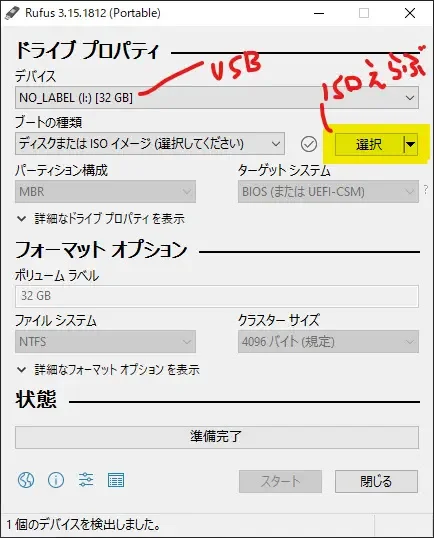 Rufus 3.15.1812 (Portable)
ドライブ プロパティ
デバイス
USB
NO_LABEL (I:) [32 GB]
ISOえらぶ
ブートの種類
ディスクまたは ISO イメージ (選択してください)
選択
パーティション構成
ターゲット システム
MBR
BIOS (または UEFI-CSM)
?
詳細なドライブ プロパティを表示
フォーマット オプション
ボリューム ラベル
32 GB
ファイル システム
クラスター サイズ
NTFS
4096 バイト (規定)
詳細なフォーマット オプションを表示
状態
準備完了
スタート
閉じる
1 個のデバイスを検出しました。